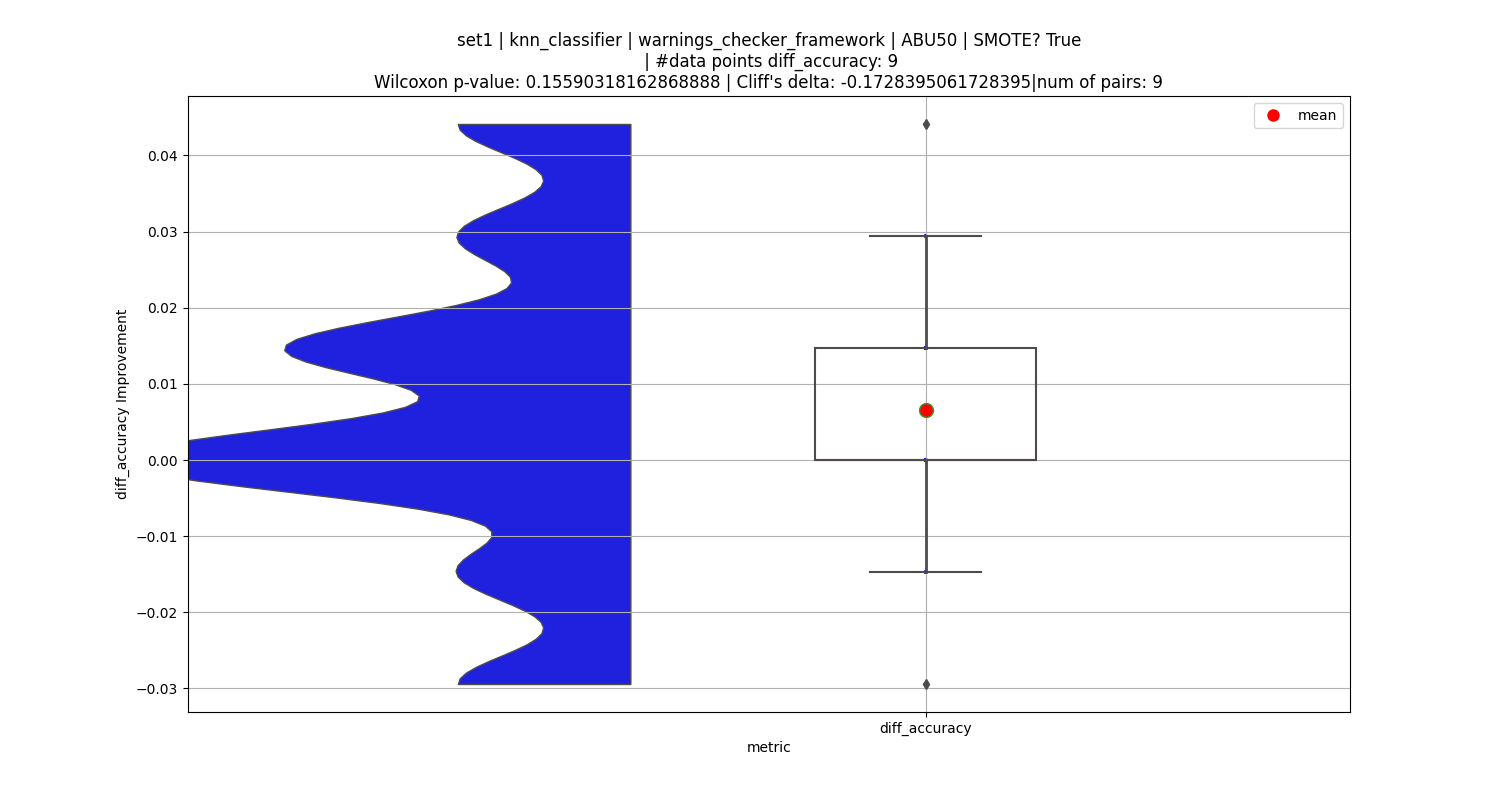 set1 | knn_classifier | warnings_checker_framework | ABU50 | SMOTE? True
| #data points diff_accuracy: 9
Wilcoxon p-value: 0.15590318162868888 | Cliff's delta: -0.1728395061728395|num of pairs: 9
mean
0.04
0.03
0.02
0.01
0.00
−0.01
−0.02
−0.03
diff_accuracy Improvement
diff_accuracy
metric